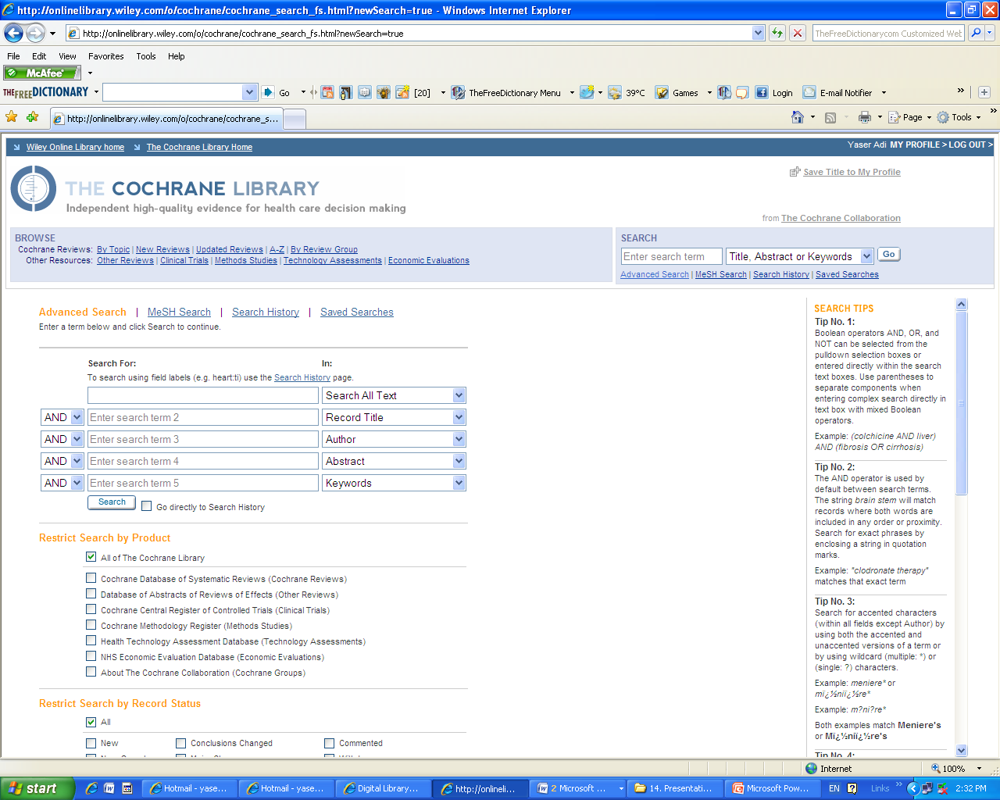 http://onlinelibrary.wiley.com/o/cochrane/cochrane_search_fs.html?newSearch=true - Windows Internet Explorer
http://onlinelibrary.wiley.com/o/cochrane/cochrane_search_fs.html?newSearch=true
TheFreeDictionarycom Customized Wet
File Edit View Favorites Tools Help
McAfee
THEFREEDICTIONARY Go [20] TheFreeDictionary Menu 39°C Games Login E-mail Notifier »
http://onlinelibrary.wiley.com/o/cochrane/cochrane_s... Page Tools »
Wiley Online Library home The Cochrane Library Home Yaser Adi MY PROFILE > LOG OUT >
Save Title to My Profile
THE COCHRANE LIBRARY
Independent high-quality evidence for health care decision making
from The Cochrane Collaboration
BROWSE
Cochrane Reviews: By Topic | New Reviews | Updated Reviews | A-Z | By Review Group
Other Resources: Other Reviews | Clinical Trials | Methods Studies | Technology Assessments | Economic Evaluations
SEARCH
Enter search term Title, Abstract or Keywords Go
Advanced Search | MeSH Search | Search History | Saved Searches
Advanced Search | MeSH Search | Search History | Saved Searches
Enter a term below and click Search to continue.
Search For: In:
To search using field labels (e.g. heart:ti) use the Search History page.
Search All Text
AND Enter search term 2 Record Title
AND Enter search term 3 Author
AND Enter search term 4 Abstract
AND Enter search term 5 Keywords
Search Go directly to Search History
Restrict Search by Product
All of The Cochrane Library
Cochrane Database of Systematic Reviews (Cochrane Reviews)
Database of Abstracts of Reviews of Effects (Other Reviews)
Cochrane Central Register of Controlled Trials (Clinical Trials)
Cochrane Methodology Register (Methods Studies)
Health Technology Assessment Database (Technology Assessments)
NHS Economic Evaluation Database (Economic Evaluations)
About The Cochrane Collaboration (Cochrane Groups)
Restrict Search by Record Status
All
New Conclusions Changed Commented
SEARCH TIPS
Tip No. 1:
Boolean operators AND, OR, and
NOT can be selected from the
pulldown selection boxes or
entered directly within the search
text boxes. Use parentheses to
separate components when
entering complex search directly in
text box with mixed Boolean
operators.
Example: (colchicine AND liver)
AND (fibrosis OR cirrhosis)
Tip No. 2:
The AND operator is used by
default between search terms.
The string brain stem will match
records where both words are
included in any order or proximity.
Search for exact phrases by
enclosing a string in quotation
marks.
Example: "clodronate therapy"
matches that exact term
Tip No. 3:
Search for accented characters
(within all fields except Author) by
using both the accented and
unaccented versions of a term or
by using wildcard (multiple: *) or
(single: ?) characters.
Example: meniere* or
mï¿½niï¿½re*
Example: m?ni?re*
Both examples match Meniere's
or Mï¿½niï¿½re's
Tip No. 4:
Internet 100%
start Hotmail - yase... Hotmail - yase... Digital Library... http://onlineli... 2 Microsoft ... 14. Presentati... Microsoft Pow... EN Links » 2:32 PM